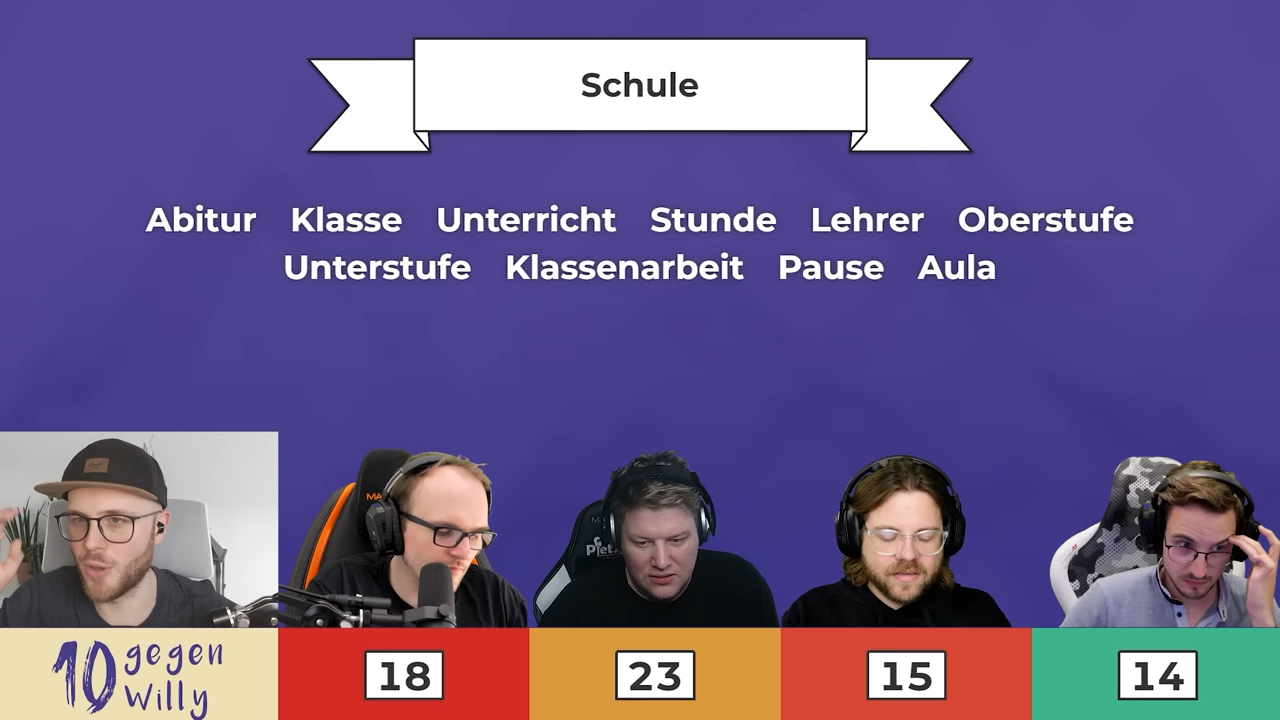 Schule
Abitur Klasse Unterricht Stunde Lehrer Oberstufe
Unterstufe Klassenarbeit Pause Aula
10 gegen
Willy
18
23
15
14